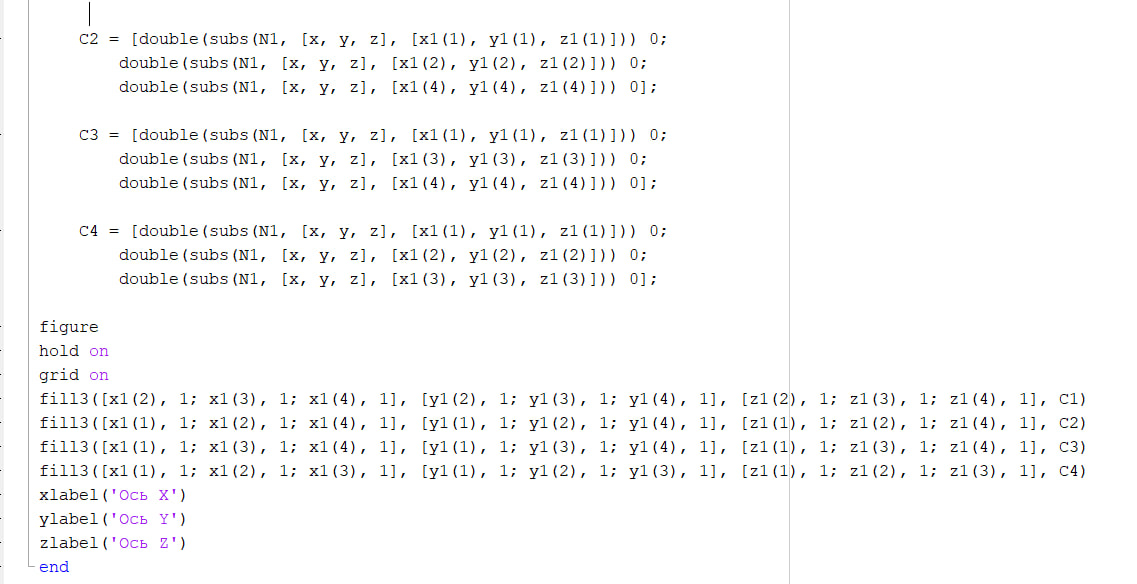 C2 = [double(subs(N1, [x, y, z], [x1(1), y1(1), z1(1)])) 0;
double(subs(N1, [x, y, z], [x1(2), y1(2), z1(2)])) 0;
double(subs(N1, [x, y, z], [x1(4), y1(4), z1(4)])) 0];
C3 = [double(subs(N1, [x, y, z], [x1(1), y1(1), z1(1)])) 0;
double(subs(N1, [x, y, z], [x1(3), y1(3), z1(3)])) 0;
double(subs(N1, [x, y, z], [x1(4), y1(4), z1(4)])) 0];
C4 = [double(subs(N1, [x, y, z], [x1(1), y1(1), z1(1)])) 0;
double(subs(N1, [x, y, z], [x1(2), y1(2), z1(2)])) 0;
double(subs(N1, [x, y, z], [x1(3), y1(3), z1(3)])) 0];
figure
hold on
grid on
fill3([x1(2), 1; x1(3), 1; x1(4), 1], [y1(2), 1; y1(3), 1; y1(4), 1], [z1(2), 1; z1(3), 1; z1(4), 1], C1)
fill3([x1(1), 1; x1(2), 1; x1(4), 1], [y1(1), 1; y1(2), 1; y1(4), 1], [z1(1), 1; z1(2), 1; z1(4), 1], C2)
fill3([x1(1), 1; x1(3), 1; x1(4), 1], [y1(1), 1; y1(3), 1; y1(4), 1], [z1(1), 1; z1(3), 1; z1(4), 1], C3)
fill3([x1(1), 1; x1(2), 1; x1(3), 1], [y1(1), 1; y1(2), 1; y1(3), 1], [z1(1), 1; z1(2), 1; z1(3), 1], C4)
xlabel('Ось X')
ylabel('Ось Y')
zlabel('Ось Z')
end